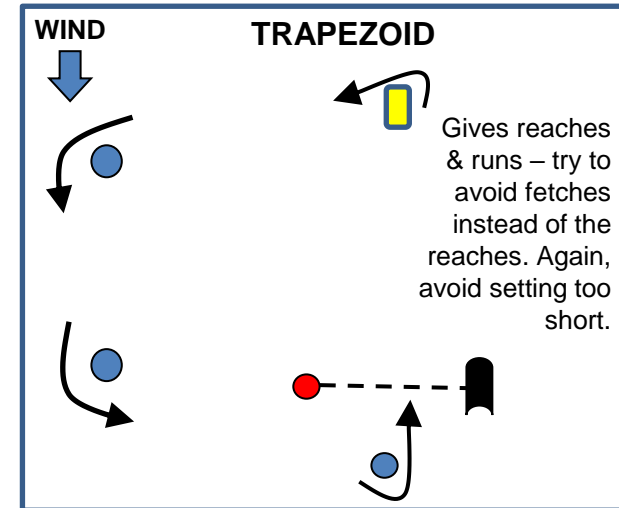 WIND
TRAPEZOID
Gives reaches
& runs – try to
avoid fetches
instead of the
reaches. Again,
avoid setting too
short.